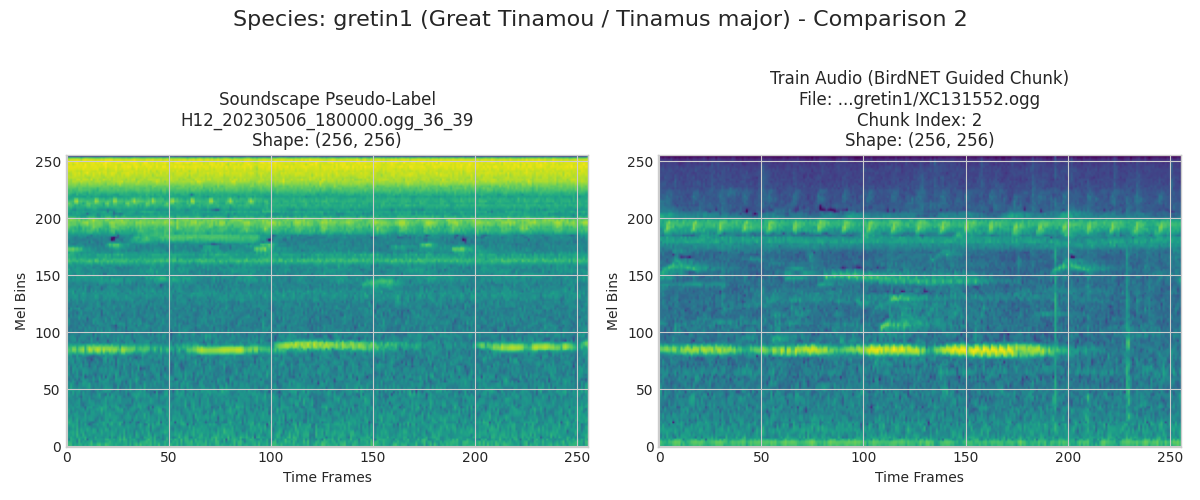 Species: gretin1 (Great Tinamou / Tinamus major) - Comparison 2
Soundscape Pseudo-Label
H12_20230506_180000.ogg_36_39
Shape: (256, 256)
250
200
150
100
50
0
Mel Bins
0 50 100 150 200 250
Time Frames
Train Audio (BirdNET Guided Chunk)
File: ...gretin1/XC131552.ogg
Chunk Index: 2
Shape: (256, 256)
250
200
150
100
50
0
Mel Bins
0 50 100 150 200 250
Time Frames